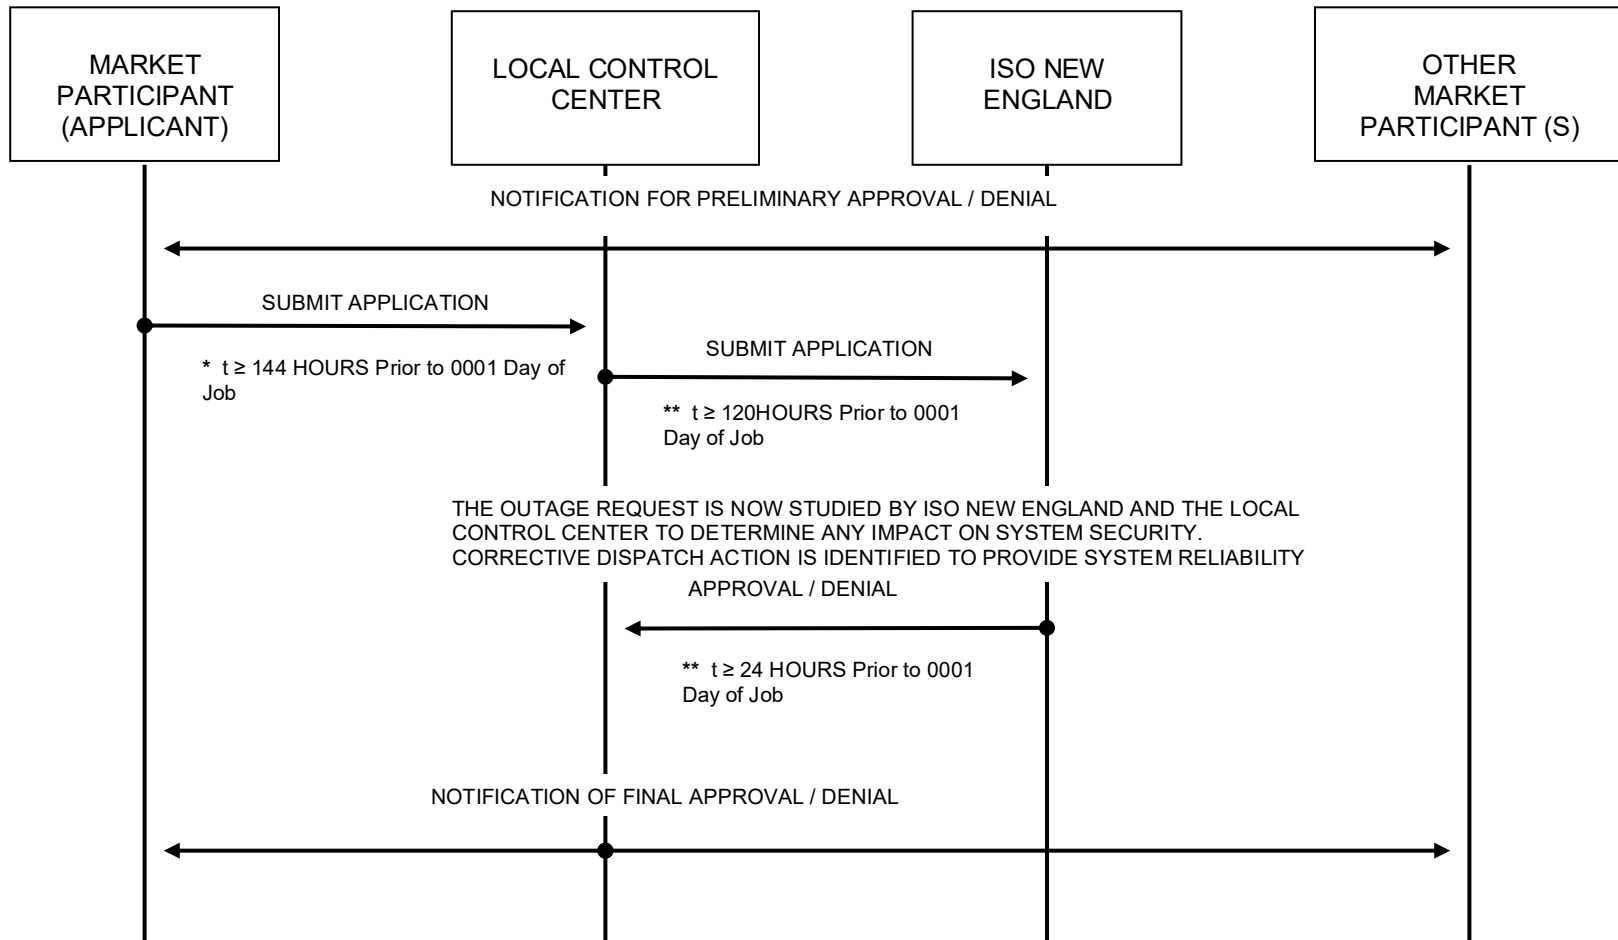 MARKET
PARTICIPANT
(APPLICANT)
LOCAL CONTROL
CENTER
ISO NEW
ENGLAND
OTHER
MARKET
PARTICIPANT (S)
NOTIFICATION FOR PRELIMINARY APPROVAL / DENIAL
SUBMIT APPLICATION
* t ≥ 144 HOURS Prior to 0001 Day of
Job
SUBMIT APPLICATION
** t ≥ 120HOURS Prior to 0001
Day of Job
THE OUTAGE REQUEST IS NOW STUDIED BY ISO NEW ENGLAND AND THE LOCAL
CONTROL CENTER TO DETERMINE ANY IMPACT ON SYSTEM SECURITY.
CORRECTIVE DISPATCH ACTION IS IDENTIFIED TO PROVIDE SYSTEM RELIABILITY
APPROVAL / DENIAL
** t ≥ 24 HOURS Prior to 0001
Day of Job
NOTIFICATION OF FINAL APPROVAL / DENIAL